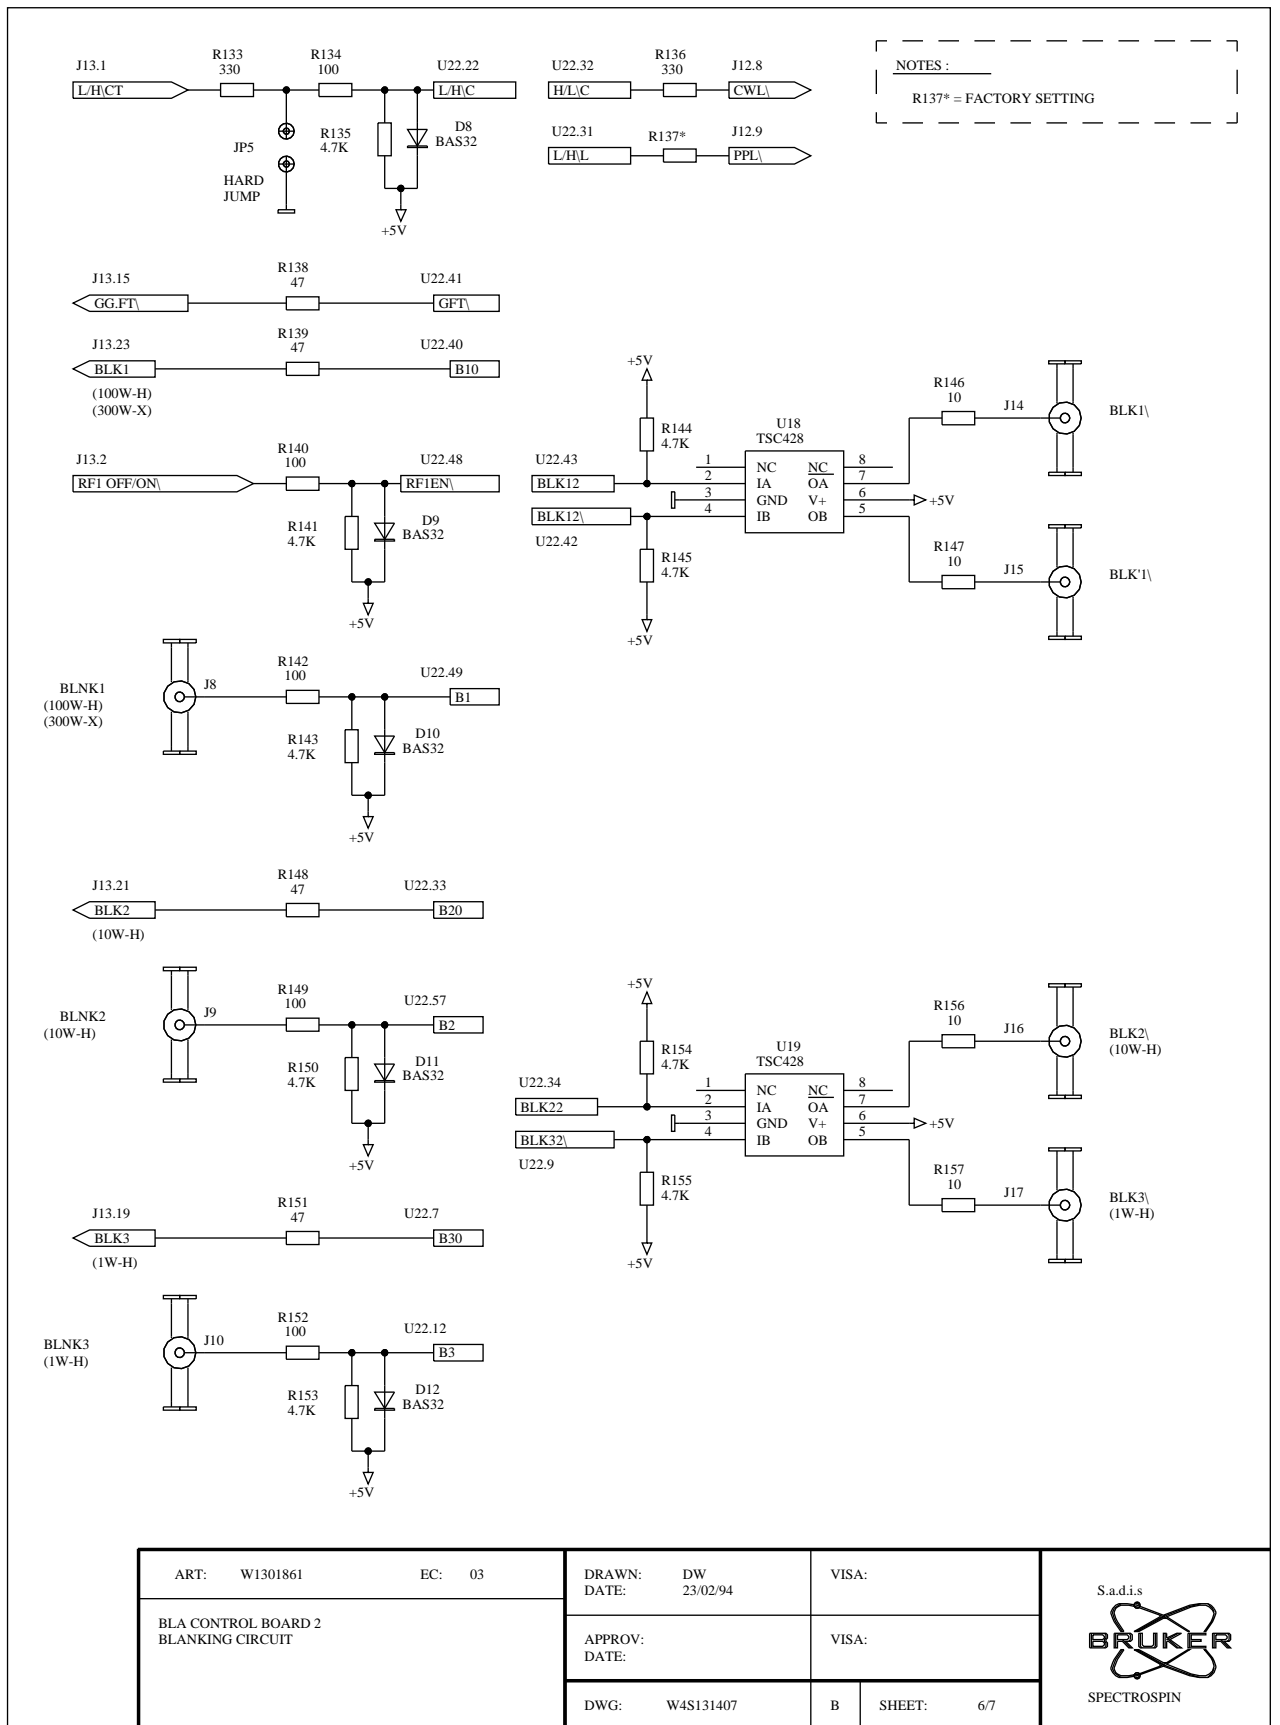 J13.1
L/H\CT
R133
330
R134
100
U22.22
L/H\C
JP5
HARD
JUMP
R135
4.7K
D8
BAS32
+5V
U22.32
H/L\C
R136
330
J12.8
CWL\
U22.31
L/H\L
R137*
J12.9
PPL\
NOTES :
R137* = FACTORY SETTING
J13.15
GG.FT\
R138
47
U22.41
GFT\
J13.23
BLK1
(100W-H)
(300W-X)
R139
47
U22.40
B10
J13.2
RF1 OFF/ON\
R140
100
U22.48
RF1EN\
R141
4.7K
D9
BAS32
+5V
+5V
R144
4.7K
U22.43
BLK12
BLK12\
U22.42
R145
4.7K
+5V
U18
TSC428
1 NC NC 8
2 IA OA 7
3 GND V+ 6
4 IB OB 5
+5V
R146
10
J14
BLK1\
R147
10
J15
BLK'1\
BLNK1
(100W-H)
(300W-X)
J8
R142
100
U22.49
B1
R143
4.7K
D10
BAS32
+5V
J13.21
BLK2
(10W-H)
R148
47
U22.33
B20
BLNK2
(10W-H)
J9
R149
100
U22.57
B2
R150
4.7K
D11
BAS32
+5V
+5V
R154
4.7K
U22.34
BLK22
BLK32\
U22.9
R155
4.7K
+5V
U19
TSC428
1 NC NC 8
2 IA OA 7
3 GND V+ 6
4 IB OB 5
+5V
R156
10
J16
BLK2\
(10W-H)
R157
10
J17
BLK3\
(1W-H)
J13.19
BLK3
(1W-H)
R151
47
U22.7
B30
BLNK3
(1W-H)
J10
R152
100
U22.12
B3
R153
4.7K
D12
BAS32
+5V
ART: W1301861 EC: 03
BLA CONTROL BOARD 2
BLANKING CIRCUIT
DRAWN: DW
DATE: 23/02/94
VISA:
APPROV:
DATE:
VISA:
DWG: W4S131407 B SHEET: 6/7
S.a.d.i.s
BRUKER
SPECTROSPIN